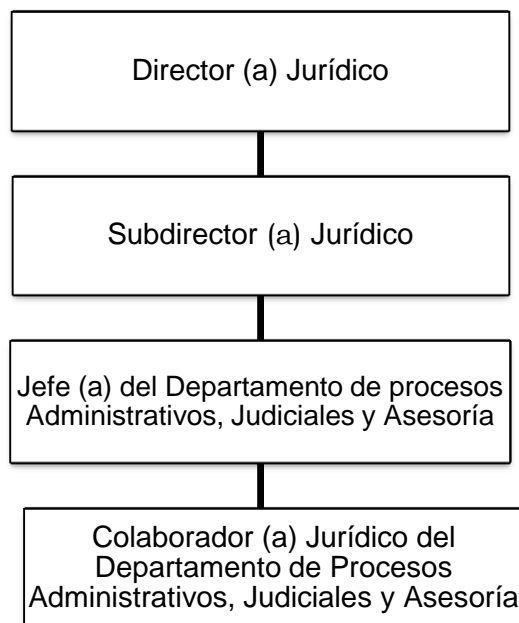 Director (a) Jurídico
Subdirector (a) Jurídico
Jefe (a) del Departamento de procesos
Administrativos, Judiciales y Asesoría
Colaborador (a) Jurídico del
Departamento de Procesos
Administrativos, Judiciales y Asesoría